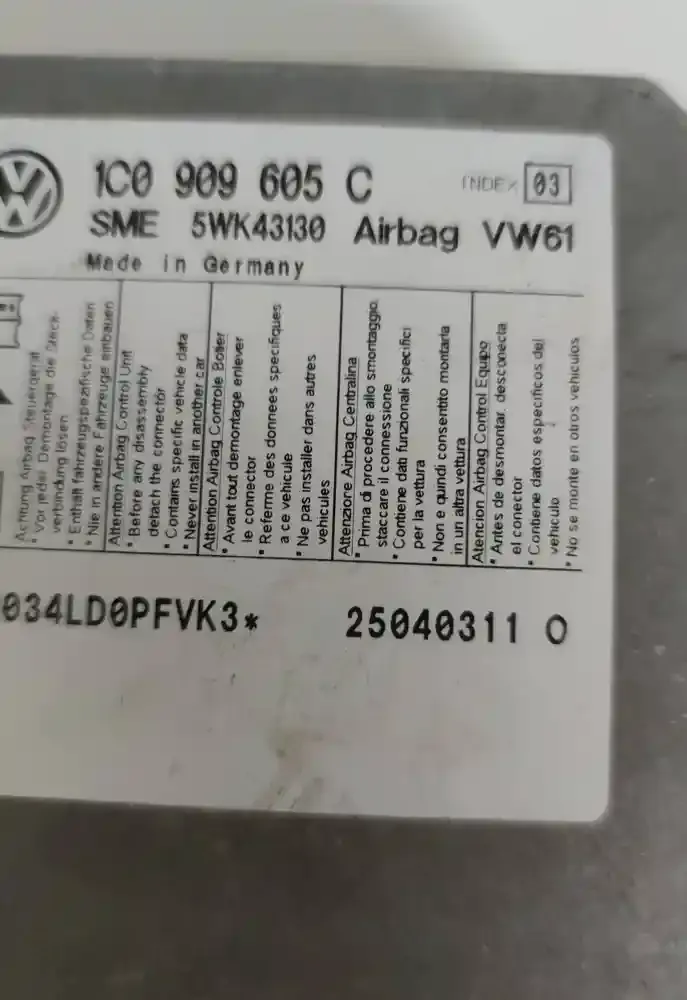 1C0 909 605 C INDEX 03
SME 5WK43130 Airbag VW61
Made in Germany
Achtung Airbag Steuergerät
* Vor jeder Demontage die Steck-
verbindung lösen
* Enthält fahrzeugspezifische Daten
* Nie in andere Fahrzeuge einbauen
Attention Airbag Control Unit
* Before any disassembly
detach the connector
* Contains specific vehicle data
* Never install in another car
Attention Airbag Controle Boitier
* Avant tout demontage enlever
le connector
* Referme des donnees specifiques
a ce vehicule
* Ne pas installer dans autres
vehicules
Attenzione Airbag Centralina
* Prima di procedere allo smontaggio
staccare il connessione
* Contiene dati funzionali specifici
per la vettura
* Non e quindi consentito montarla
in un altra vettura
Atencion Airbag Control Equipo
* Antes de desmontar, desconecta
el conector
* Contiene datos especificos del
vehiculo
* No se monte en otros vehiculos
034LD0PFVK3* 25040311 0